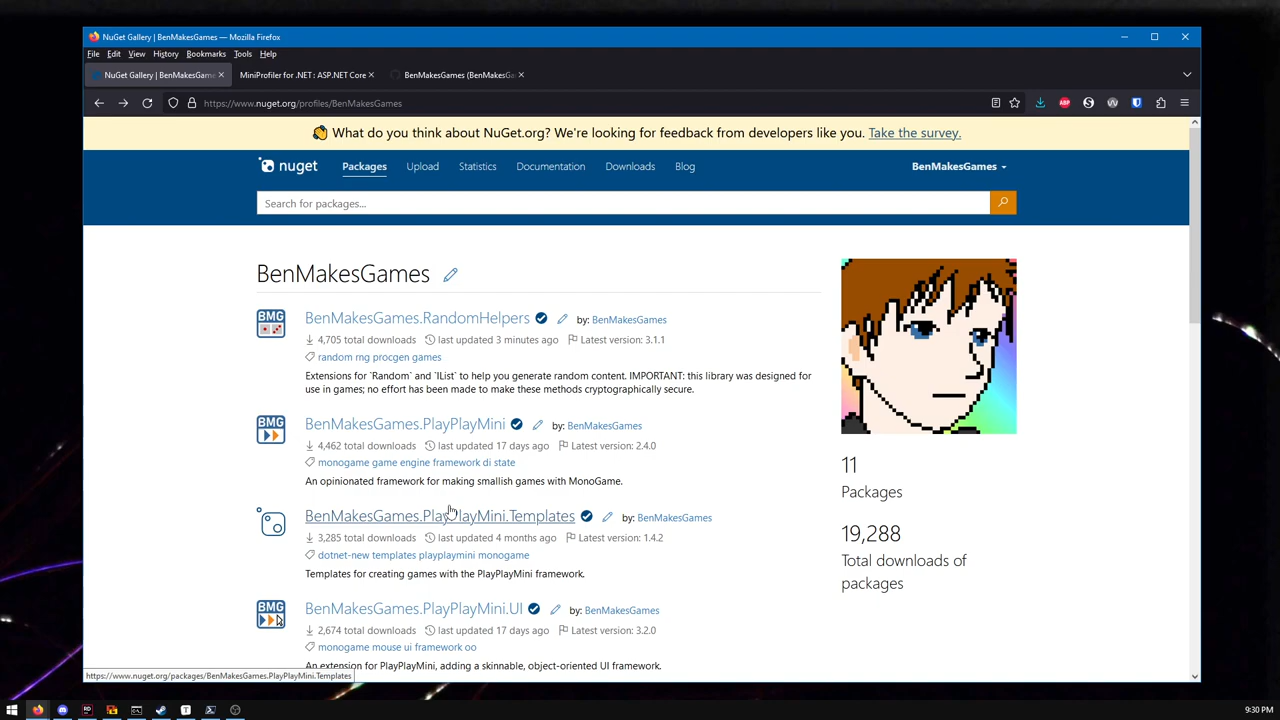 NuGet Gallery | BenMakesGames — Mozilla Firefox
File Edit View History Bookmarks Tools Help
NuGet Gallery | BenMakesGame
MiniProfiler for .NET : ASP.NET Core
BenMakesGames (BenMakesGa
https://www.nuget.org/profiles/BenMakesGames
ABP
What do you think about NuGet.org? We're looking for feedback from developers like you. Take the survey.
nuget Packages Upload Statistics Documentation Downloads Blog BenMakesGames
Search for packages...
BenMakesGames
BMG
BenMakesGames.RandomHelpers by: BenMakesGames
4,705 total downloads last updated 3 minutes ago Latest version: 3.1.1
random rng procgen games
Extensions for `Random` and `IList` to help you generate random content. IMPORTANT: this library was designed for
use in games; no effort has been made to make these methods cryptographically secure.
BMG
BenMakesGames.PlayPlayMini by: BenMakesGames
4,462 total downloads last updated 17 days ago Latest version: 2.4.0
monogame game engine framework di state
An opinionated framework for making smallish games with MonoGame.
BenMakesGames.PlayPlayMini.Templates by: BenMakesGames
3,285 total downloads last updated 4 months ago Latest version: 1.4.2
dotnet-new templates playplaymini monogame
Templates for creating games with the PlayPlayMini framework.
BMG
BenMakesGames.PlayPlayMini.UI by: BenMakesGames
2,674 total downloads last updated 17 days ago Latest version: 3.2.0
monogame mouse ui framework oo
An extension for PlayPlayMini, adding a skinnable, object-oriented UI framework.
11
Packages
19,288
Total downloads of
packages
https://www.nuget.org/packages/BenMakesGames.PlayPlayMini.Templates
9:30 PM